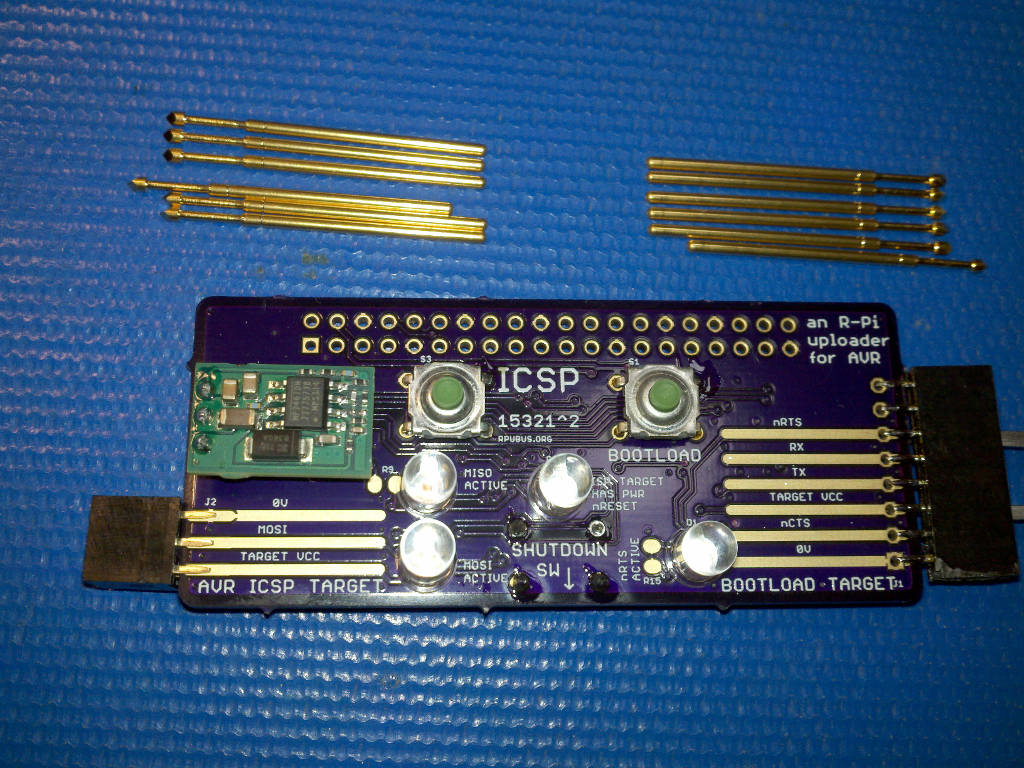 an R-Pi
uploader
for AVR
S3
S1
ICSP
15321^2
RPUBUS.ORG
BOOTLOAD
nRTS
RX
TX
TARGET VCC
nCTS
0V
BOOTLOAD TARGET
J1
R9
MISO
ACTIVE
TARGET
HAS PWR
nRESET
J2
0V
MOSI
TARGET VCC
AVR ICSP TARGET
MOSI
ACTIVE
SHUTDOWN
SW ↓
nRTS
ACTIVE
D1
R15